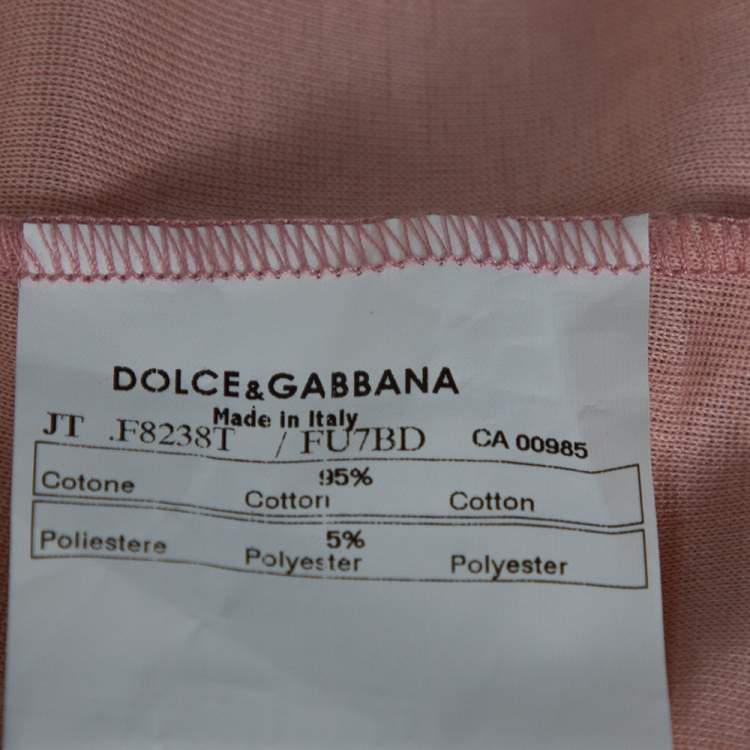 DOLCE&GABBANA
Made in Italy
JT .F8238T / FU7BD CA 00985
95%
Cotone Cotton Cotton
5%
Poliestere Polyester Polyester